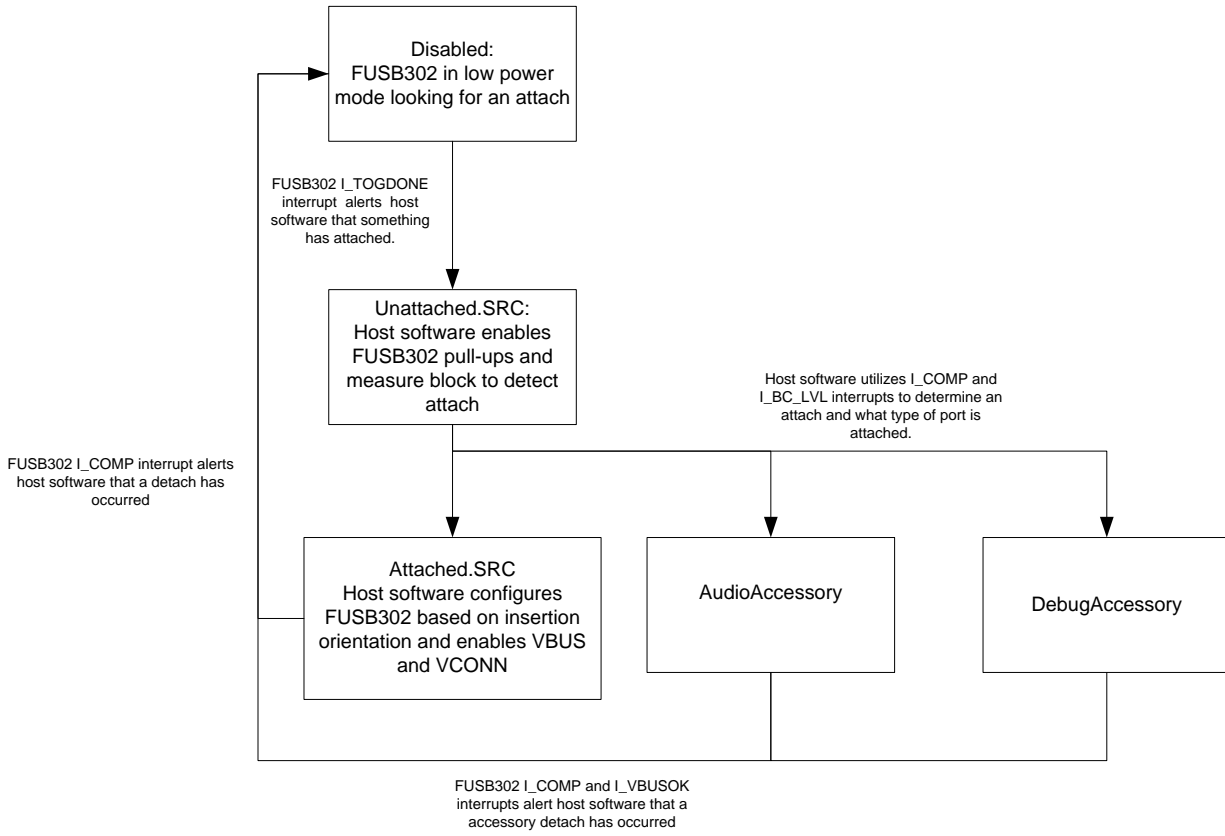 Disabled:
FUSB302 in low power
mode looking for an attach
FUSB302 I_TOGDONE
interrupt alerts host
software that something
has attached.
Unattached.SRC:
Host software enables
FUSB302 pull-ups and
measure block to detect
attach
Host software utilizes I_COMP and
I_BC_LVL interrupts to determine an
attach and what type of port is
attached.
FUSB302 I_COMP interrupt alerts
host software that a detach has
occurred
Attached.SRC
Host software configures
FUSB302 based on insertion
orientation and enables VBUS
and VCONN
AudioAccessory
DebugAccessory
FUSB302 I_COMP and I_VBUSOK
interrupts alert host software that a
accessory detach has occurred